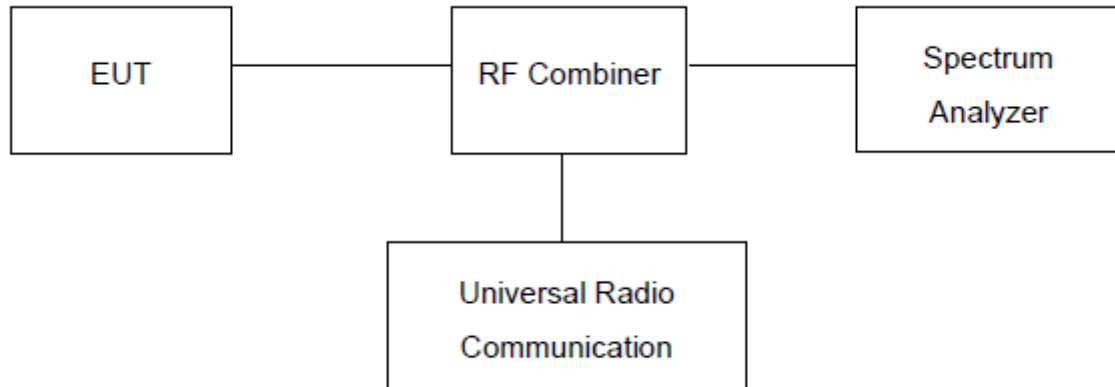 EUT
RF Combiner
Spectrum
Analyzer
Universal Radio
Communication